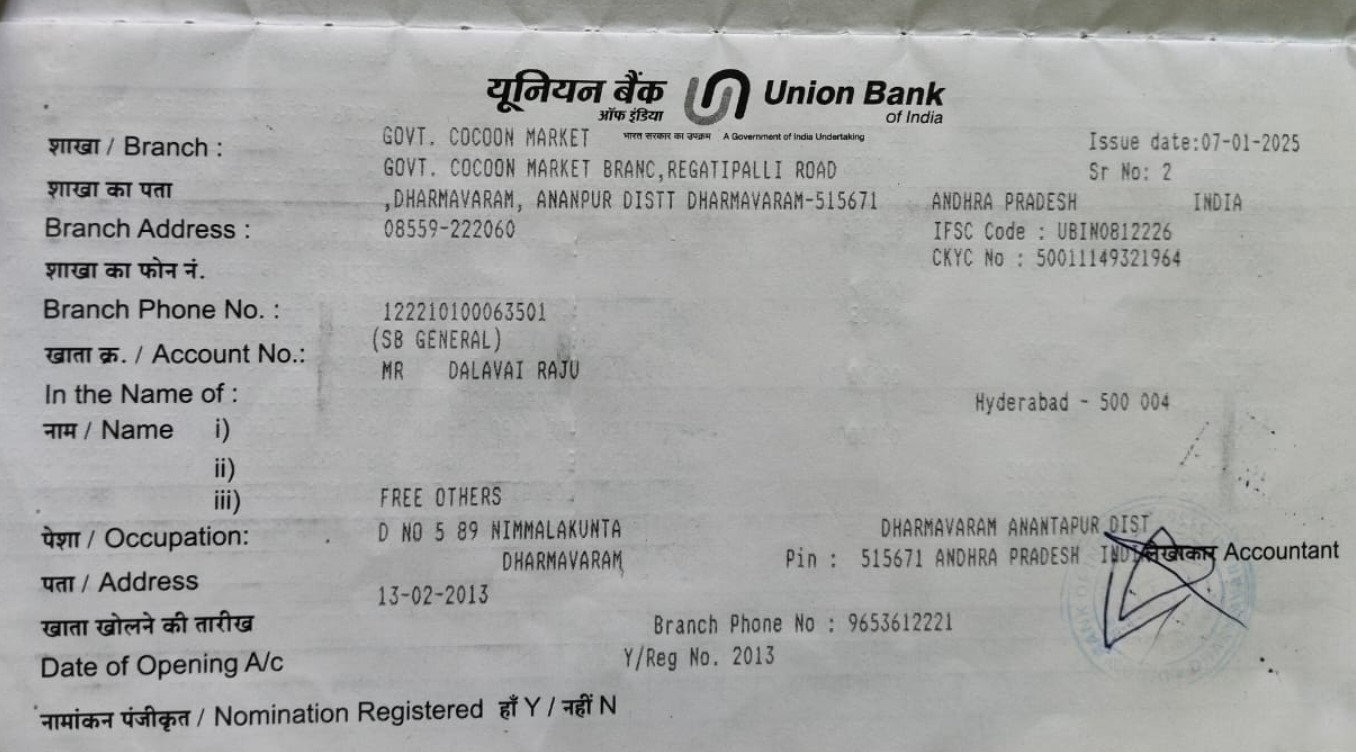 यूनियन बैंक Union Bank
ऑफ इंडिया of India
भारत सरकार का उपक्रम A Government of India Undertaking
शाखा / Branch : GOVT. COCOON MARKET Issue date:07-01-2025
GOVT. COCOON MARKET BRANC,REGATIPALLI ROAD Sr No: 2
शाखा का पता ,DHARMAVARAM, ANANPUR DISTT DHARMAVARAM-515671 ANDHRA PRADESH INDIA
Branch Address : 08559-222060 IFSC Code : UBIN0812226
शाखा का फोन नं. CKYC No : 50011149321964
Branch Phone No. : 122210100063501
(SB GENERAL)
खाता क्र. / Account No.:
MR DALAVAI RAJU
In the Name of : Hyderabad - 500 004
नाम / Name i)
ii)
iii) FREE OTHERS
पेशा / Occupation: D NO 5 89 NIMMALAKUNTA DHARMAVARAM ANANTAPUR DIST
DHARMAVARAM Pin : 515671 ANDHRA PRADESH लेखाकार Accountant
पता / Address 13-02-2013
खाता खोलने की तारीख Branch Phone No : 9653612221
Date of Opening A/c Y/Reg No. 2013
नामांकन पंजीकृत / Nomination Registered हाँ Y / नहीं N